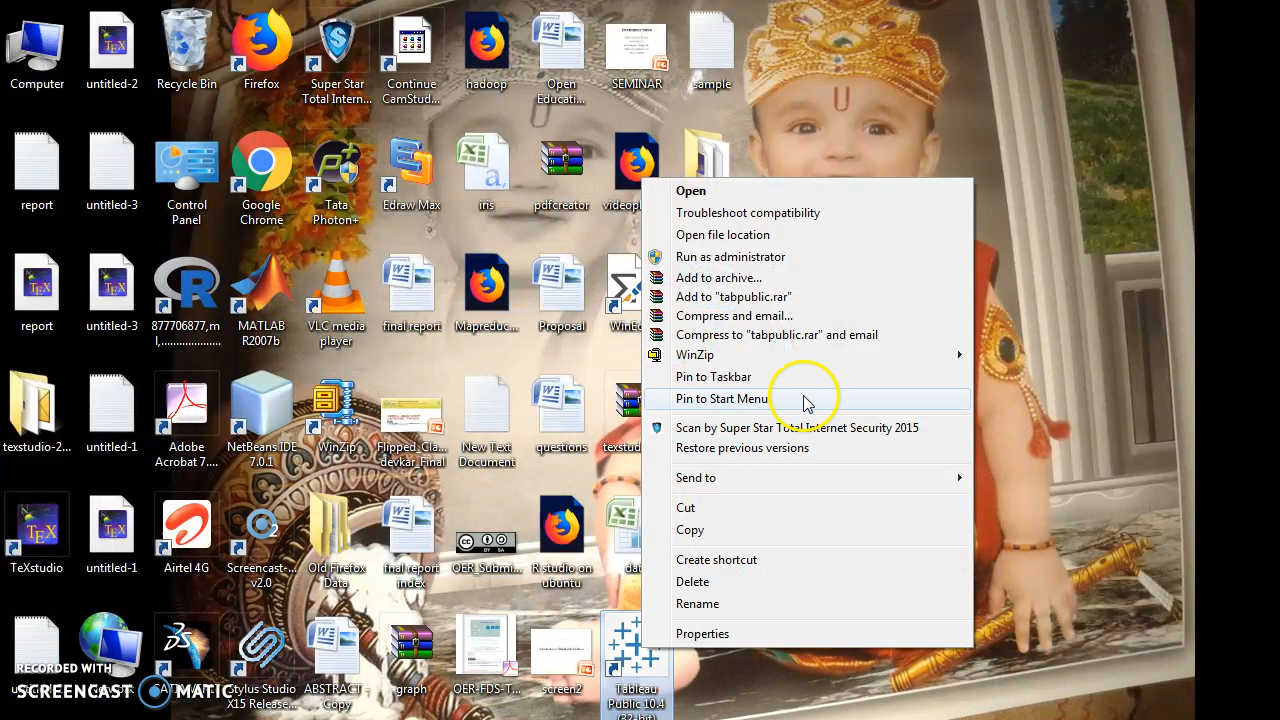 Computer
untitled-2
Recycle Bin
Firefox
Super Star
Total Intern...
Continue
CamStud...
hadoop
Open
Educati...
SEMINAR
sample
report
untitled-3
Control
Panel
Google
Chrome
Tata
Photon+
Edraw Max
iris
pdfcreator
report
untitled-3
877706877,m
l,....................
MATLAB
R2007b
VLC media
player
final report
Mapreduc...
Proposal
texstudio-2...
untitled-1
Adobe
Acrobat 7....
NetBeans IDE
7.0.1
WinZip
Flipped_Cla...
devkar_Final
New Text
Document
questions
TeXstudio
untitled-1
Airtel 4G
Screencast-...
v2.0
Old Firefox
Data
fnal report
index
OER_Submi...
R studio on
ubuntu
Stylus Studio
X15 Release...
ABSTRACT -
Copy
graph
OER-FDS-T...
screen2
Tableau
Public 10.4
(32-bit)
Open
Troubleshoot compatibility
Open file location
Run as administrator
Add to archive...
Add to "tabpublic.rar"
Compress and email...
Compress to "tabpublic.rar" and email
WinZip
Pin to Taskbar
Pin to Start Menu
Scan by Super Star Total Internet Security 2015
Restore previous versions
Send to
Cut
Copy
Create shortcut
Delete
Rename
Properties
RECORDED WITH
SCREENCAST MATIC